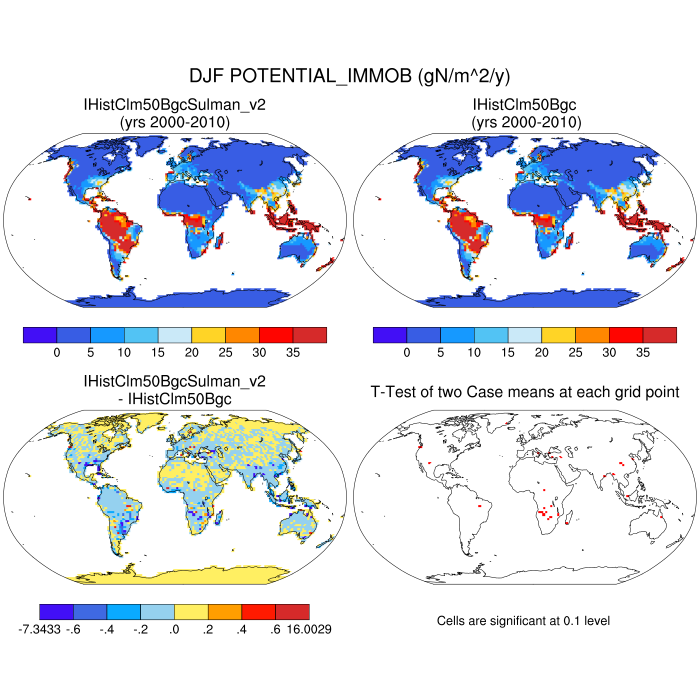 DJF POTENTIAL_IMMOB (gN/m^2/y)
IHistClm50BgcSulman_v2
(yrs 2000-2010)
IHistClm50Bgc
(yrs 2000-2010)
0 5 10 15 20 25 30 35
0 5 10 15 20 25 30 35
IHistClm50BgcSulman_v2
- IHistClm50Bgc
T-Test of two Case means at each grid point
-7.3433 -.6 -.4 -.2 .0 .2 .4 .6 16.0029
Cells are significant at 0.1 level